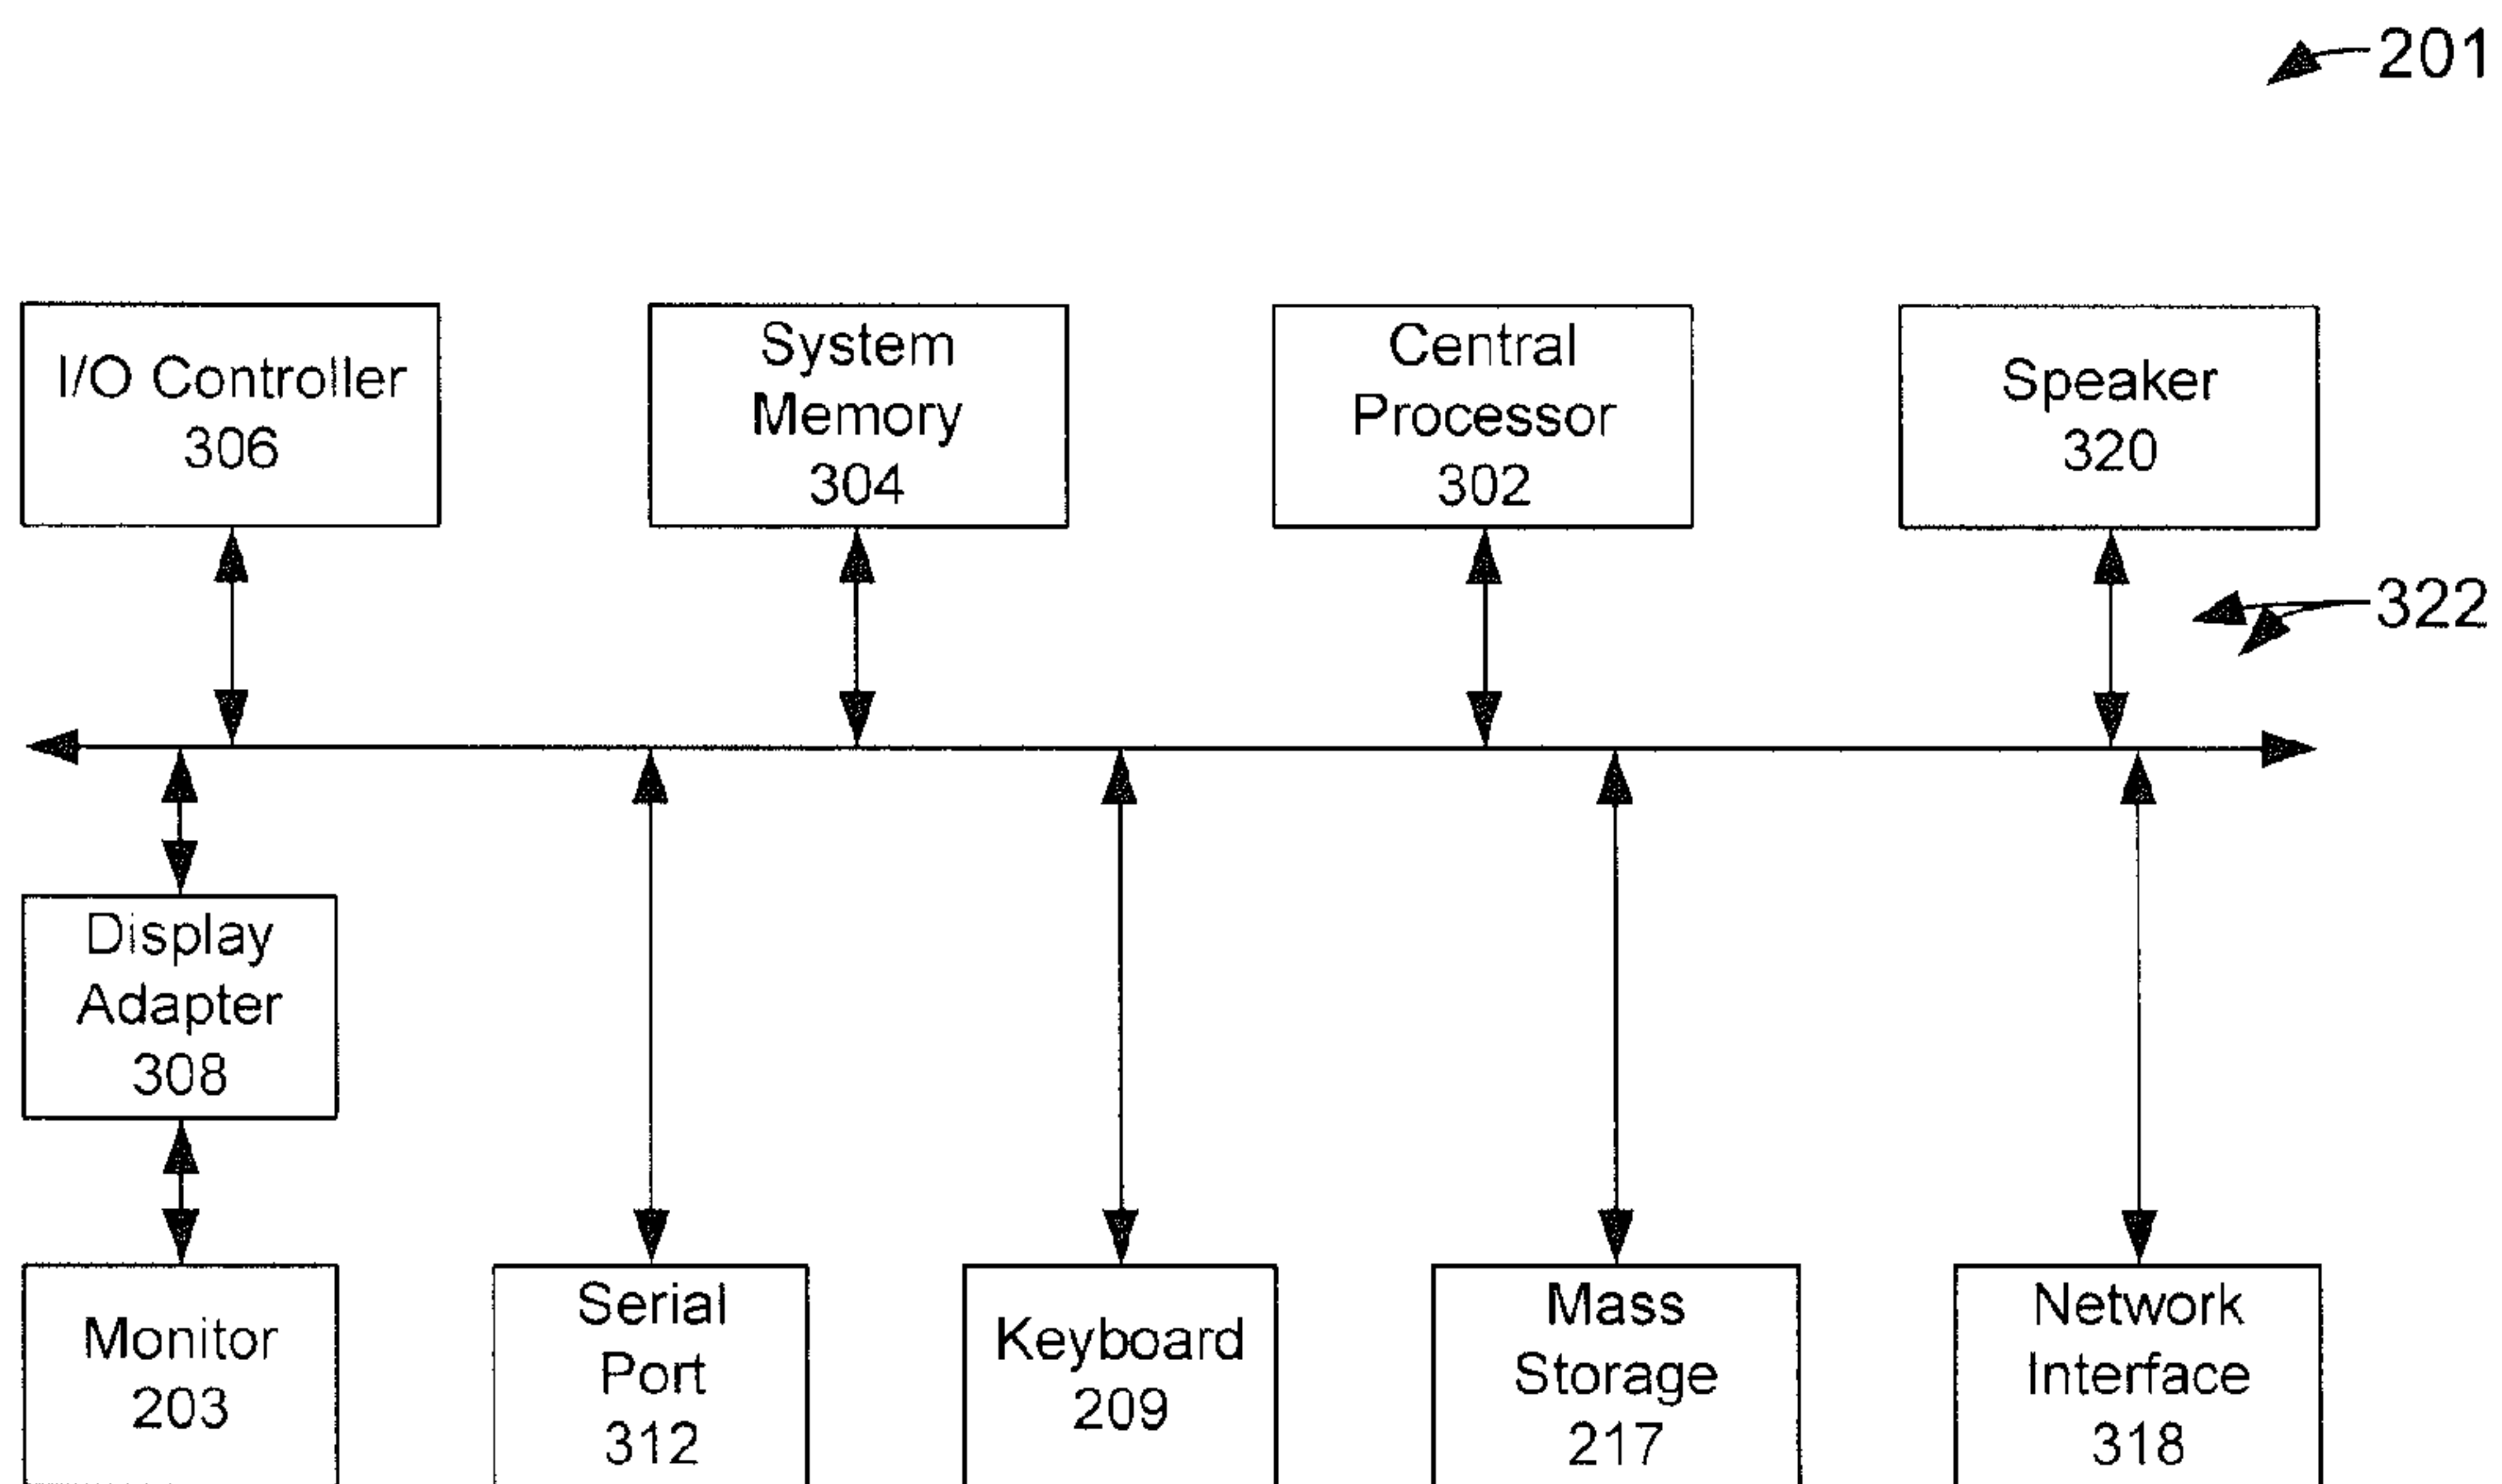 201
I/O Controller
306
System
Memory
304
Central
Processor
302
Speaker
320
322
Display
Adapter
308
Monitor
203
Serial
Port
312
Keyboard
209
Mass
Storage
217
Network
Interface
318